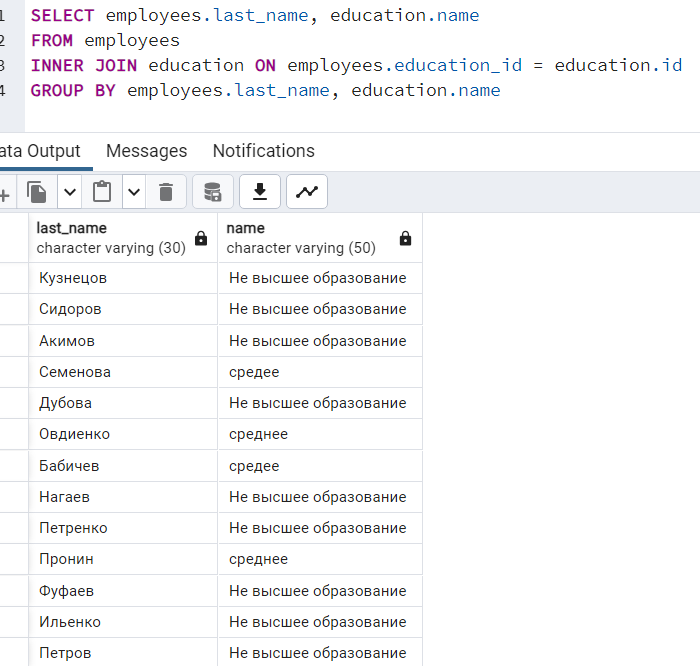 1 SELECT employees.last_name, education.name
2 FROM employees
3 INNER JOIN education ON employees.education_id = education.id
4 GROUP BY employees.last_name, education.name
ata Output Messages Notifications
last_name name
character varying (30) character varying (50)
Кузнецов Не высшее образование
Сидоров Не высшее образование
Акимов Не высшее образование
Семенова средее
Дубова Не высшее образование
Овдиенко среднее
Бабичев средее
Нагаев Не высшее образование
Петренко Не высшее образование
Пронин среднее
Фуфаев Не высшее образование
Ильенко Не высшее образование
Петров Не высшее образование